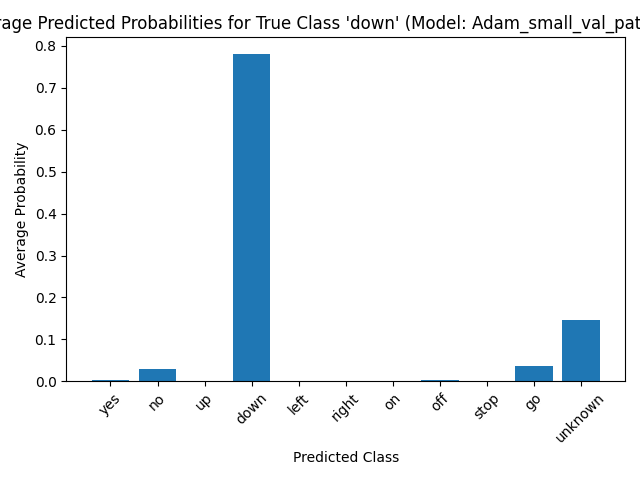 rage Predicted Probabilities for True Class 'down' (Model: Adam_small_val_pat
0.8
0.7
0.6
0.5
0.4
0.3
0.2
0.1
0.0
Average Probability
yes
no
up
down
left
right
on
off
stop
go
unknown
Predicted Class